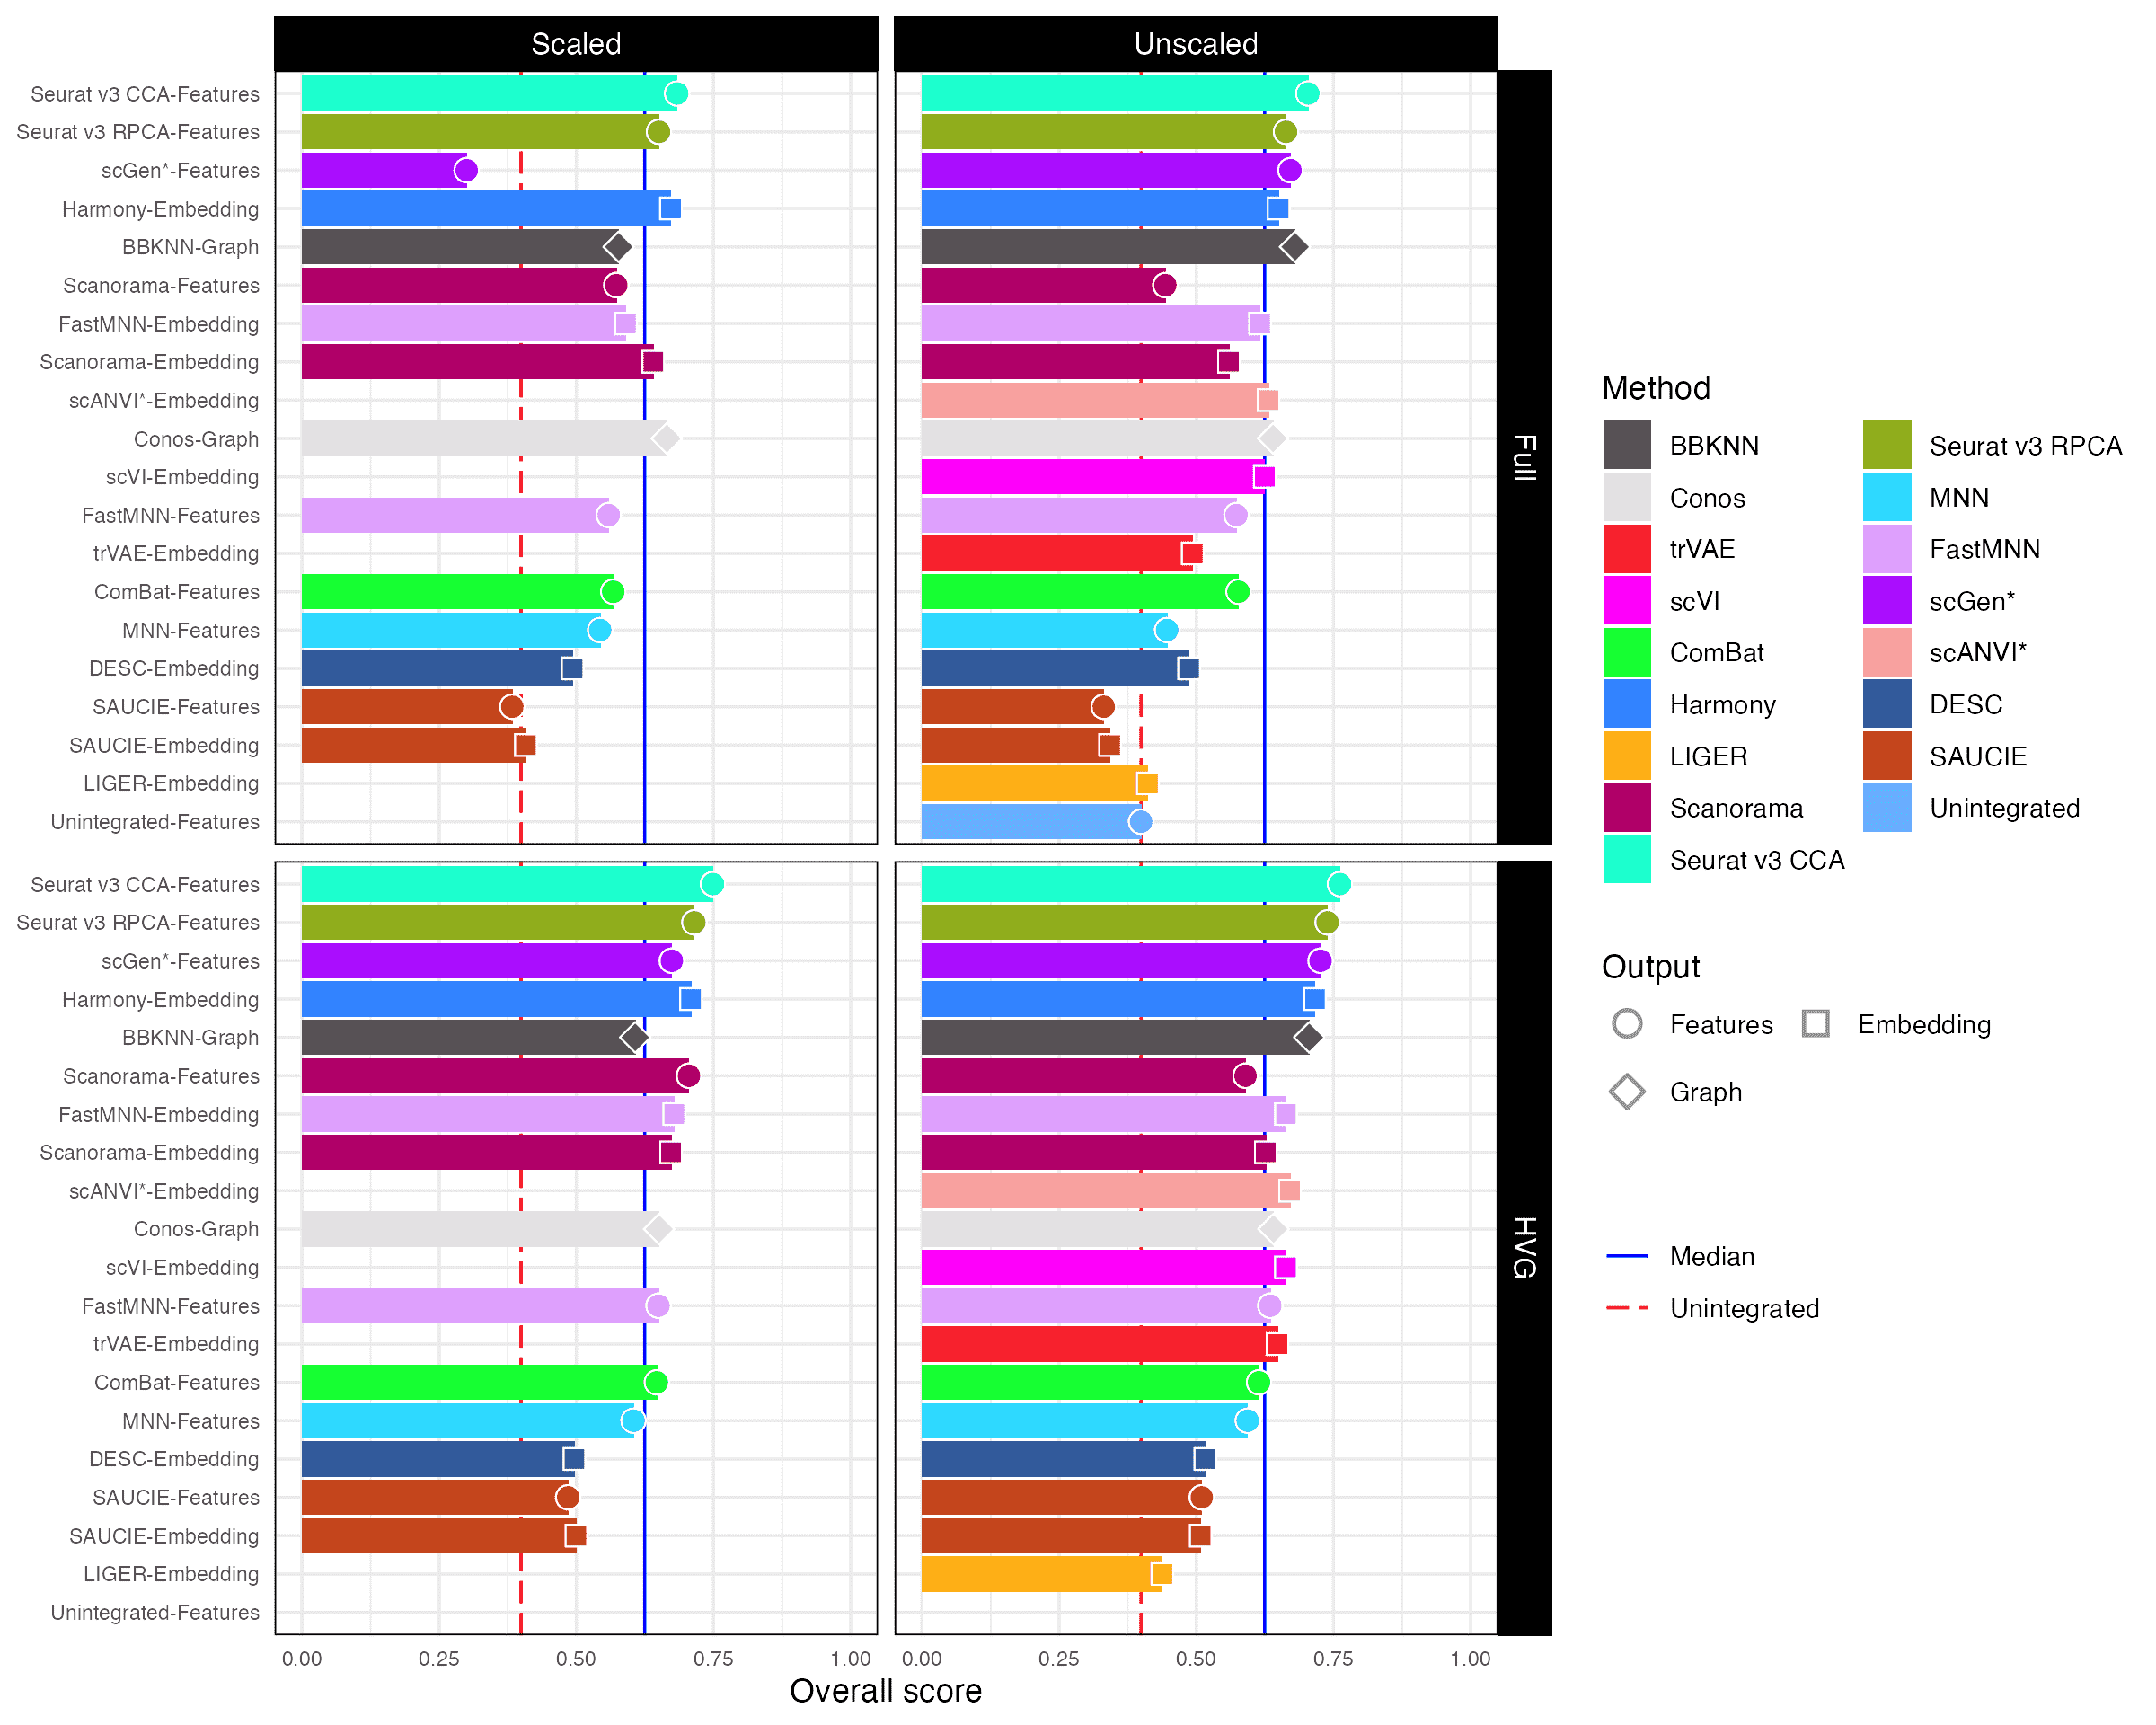 Scaled
Unscaled
Seurat v3 CCA-Features
Seurat v3 RPCA-Features
scGen*-Features
Harmony-Embedding
BBKNN-Graph
Scanorama-Features
FastMNN-Embedding
Scanorama-Embedding
scANVI*-Embedding
Conos-Graph
scVI-Embedding
FastMNN-Features
trVAE-Embedding
ComBat-Features
MNN-Features
DESC-Embedding
SAUCIE-Features
SAUCIE-Embedding
LIGER-Embedding
Unintegrated-Features
Full
Seurat v3 CCA-Features
Seurat v3 RPCA-Features
scGen*-Features
Harmony-Embedding
BBKNN-Graph
Scanorama-Features
FastMNN-Embedding
Scanorama-Embedding
scANVI*-Embedding
Conos-Graph
scVI-Embedding
FastMNN-Features
trVAE-Embedding
ComBat-Features
MNN-Features
DESC-Embedding
SAUCIE-Features
SAUCIE-Embedding
LIGER-Embedding
Unintegrated-Features
HVG
0.00 0.25 0.50 0.75 1.00 0.00 0.25 0.50 0.75 1.00
Overall score
Method
BBKNN
Conos
trVAE
scVI
ComBat
Harmony
LIGER
Scanorama
Seurat v3 CCA
Seurat v3 RPCA
MNN
FastMNN
scGen*
scANVI*
DESC
SAUCIE
Unintegrated
Output
Features
Embedding
Graph
Median
Unintegrated